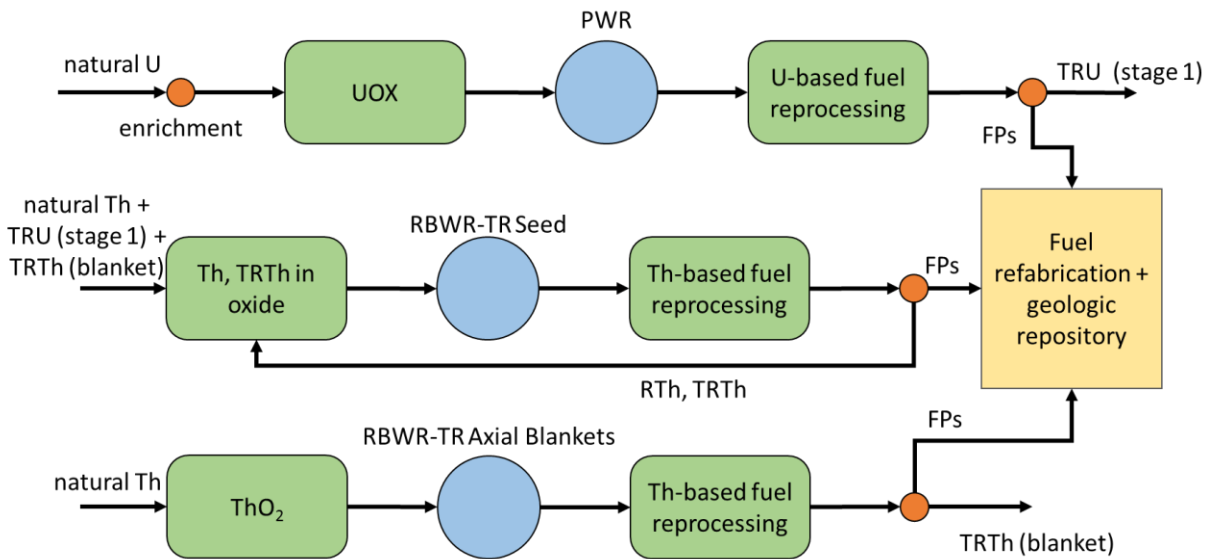 PWR
natural U
enrichment
UOX
U-based fuel
reprocessing
TRU (stage 1)
FPs
natural Th +
TRU (stage 1) +
TRTh (blanket)
Th, TRTh in
oxide
RBWR-TR Seed
Th-based fuel
reprocessing
FPs
RTh, TRTh
Fuel
refabrication +
geologic
repository
natural Th
ThO₂
RBWR-TR Axial Blankets
Th-based fuel
reprocessing
FPs
TRTh (blanket)